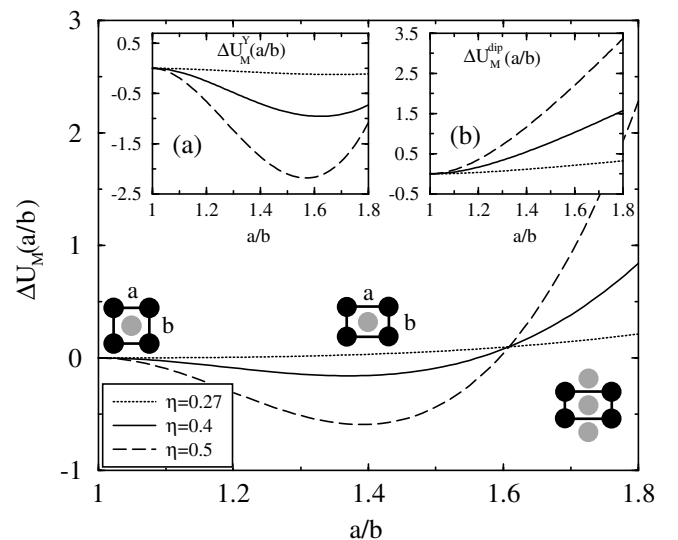 3
2
1
0
-1
ΔU_M(a/b)
1
1.2
1.4
1.6
1.8
a/b
0.5
-0.5
-1.5
-2.5
ΔU_M^Y(a/b)
(a)
1
1.2
1.4
1.6
1.8
a/b
3.5
2.5
1.5
0.5
-0.5
ΔU_M^dip(a/b)
(b)
1
1.2
1.4
1.6
1.8
a/b
a
b
a
b
η=0.27
η=0.4
η=0.5